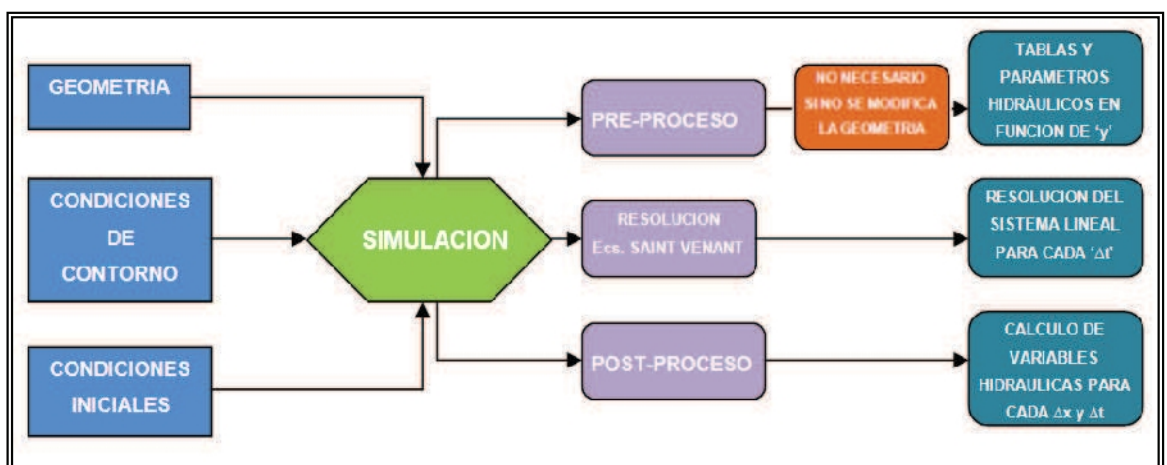 GEOMETRIA
CONDICIONES
DE
CONTORNO
CONDICIONES
INICIALES
SIMULACION
PRE-PROCESO
NO NECESARIO
SI NO SE MODIFICA
LA GEOMETRIA
TABLAS Y
PARAMETROS
HIDRÀULICOS EN
FUNCION DE 'y'
RESOLUCION
Ecs. SAINT VENANT
RESOLUCION DEL
SISTEMA LINEAL
PARA CADA 'Δt'
POST-PROCESO
CALCULO DE
VARIABLES
HIDRAULICAS PARA
CADA Δx y Δt